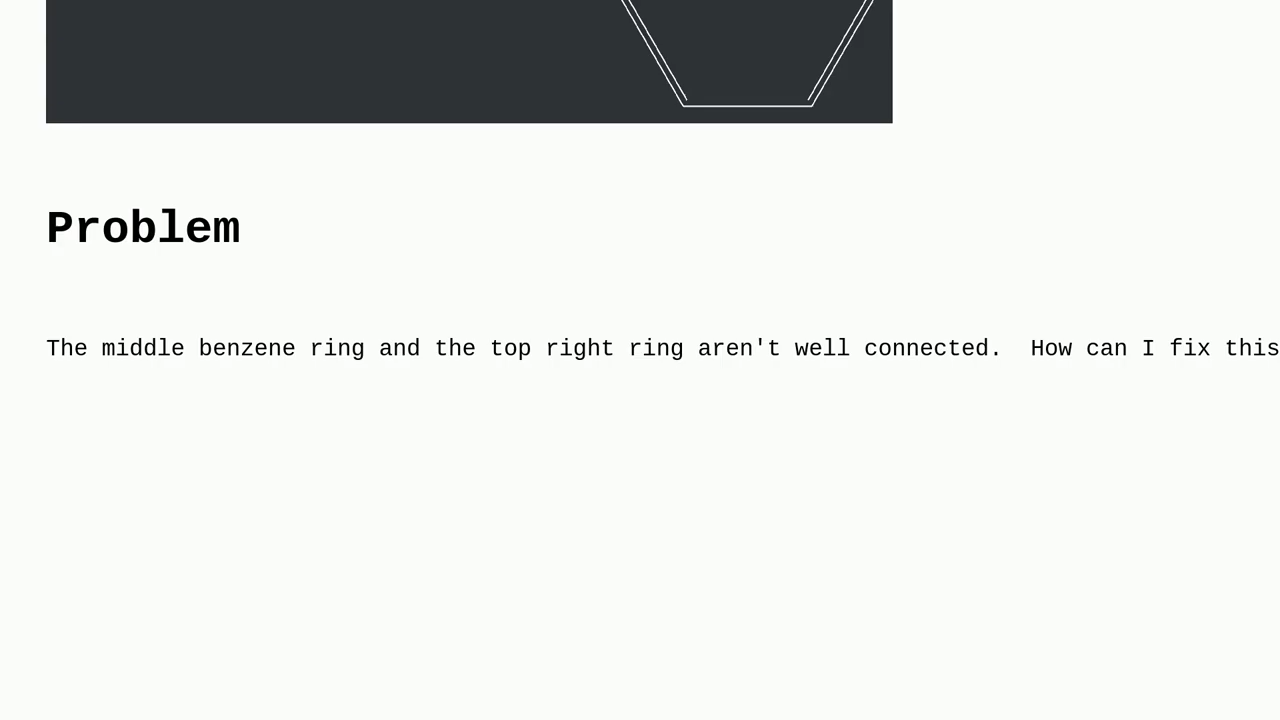 Problem
The middle benzene ring and the top right ring aren't well connected.  How can I fix this